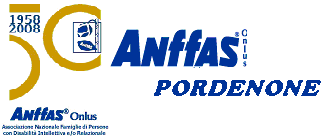 1958
2008
ANffAS® Onlus
PORDENONE
ANffAS® Onlus
Associazione Nazionale Famiglie di Persone
con Disabilità Intellettiva e/o Relazionale